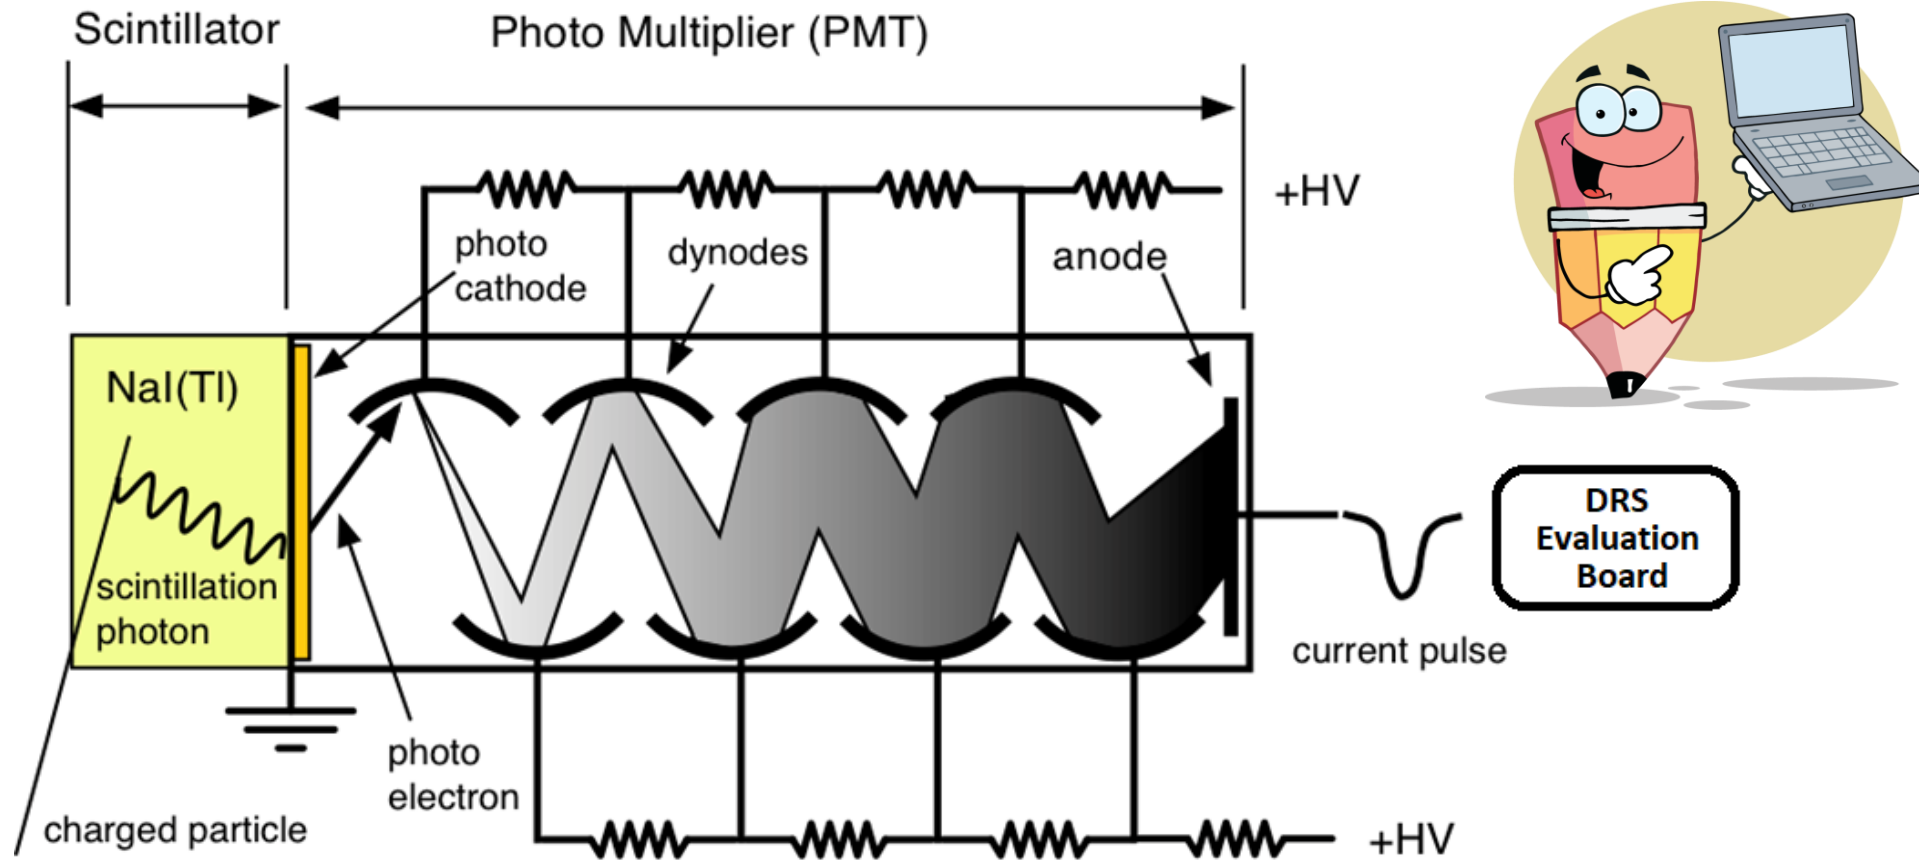 Scintillator
Photo Multiplier (PMT)
+HV
photo
cathode
dynodes
anode
NaI(Tl)
scintillation
photon
DRS
Evaluation
Board
current pulse
photo
electron
charged particle
+HV